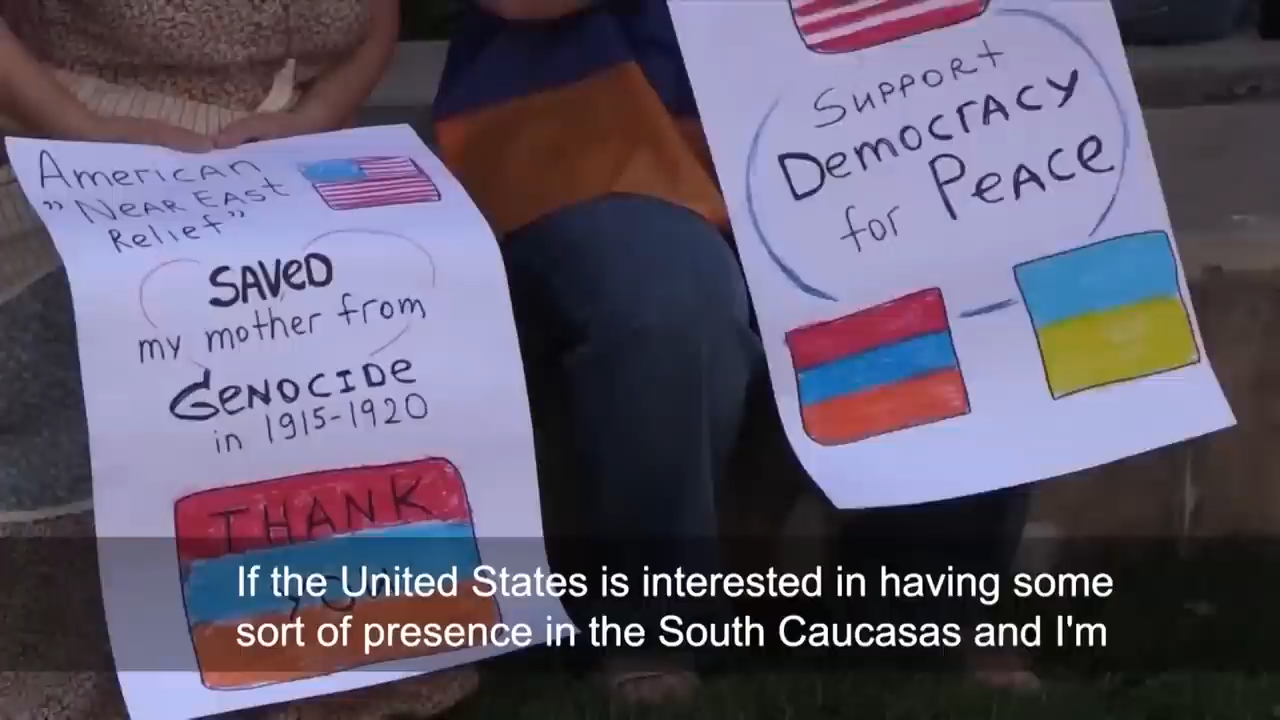 American
"Near East
Relief"
SAVED
my mother from
GENOCIDE
in 1915-1920
THANK
YOU
Support
Democracy
for Peace
If the United States is interested in having some
sort of presence in the South Caucasas and I'm